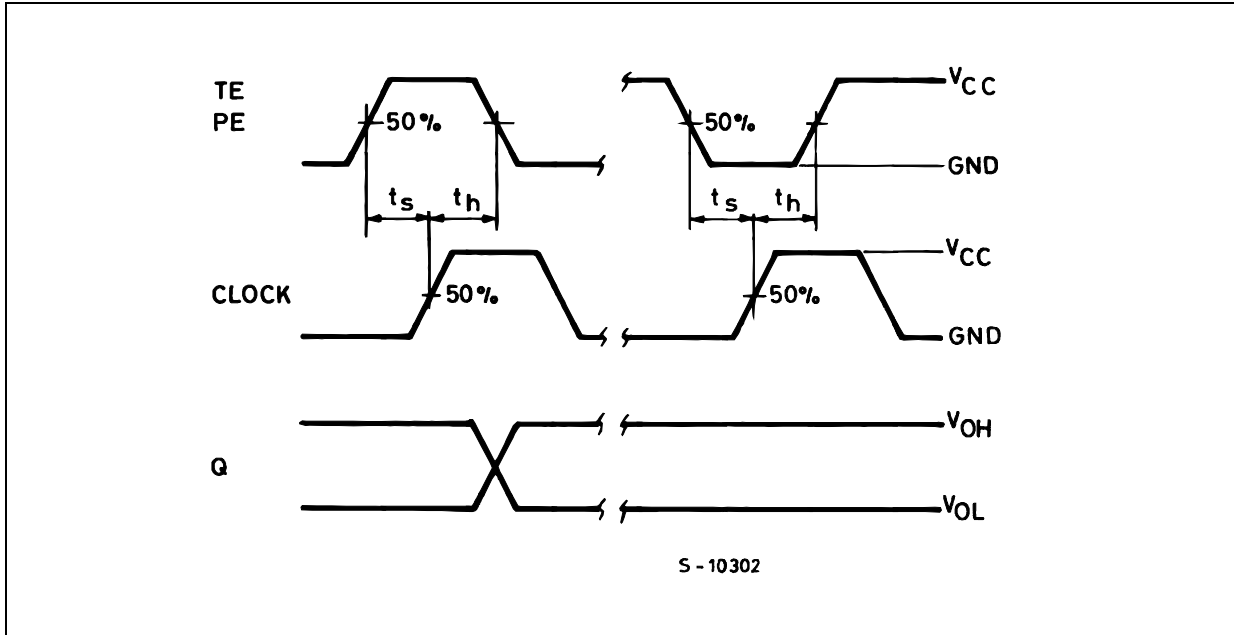 TE
PE
50%
50%
VCC
GND
ts
th
ts
th
CLOCK
50%
50%
VCC
GND
Q
VOH
VOL
S-10302